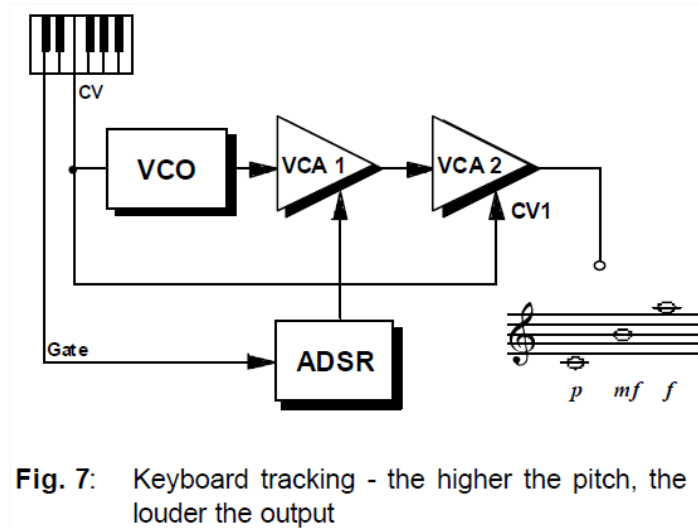 CV
VCO
VCA 1
VCA 2
CV1
Gate
ADSR
p mf f
Fig. 7: Keyboard tracking - the higher the pitch, the
louder the output